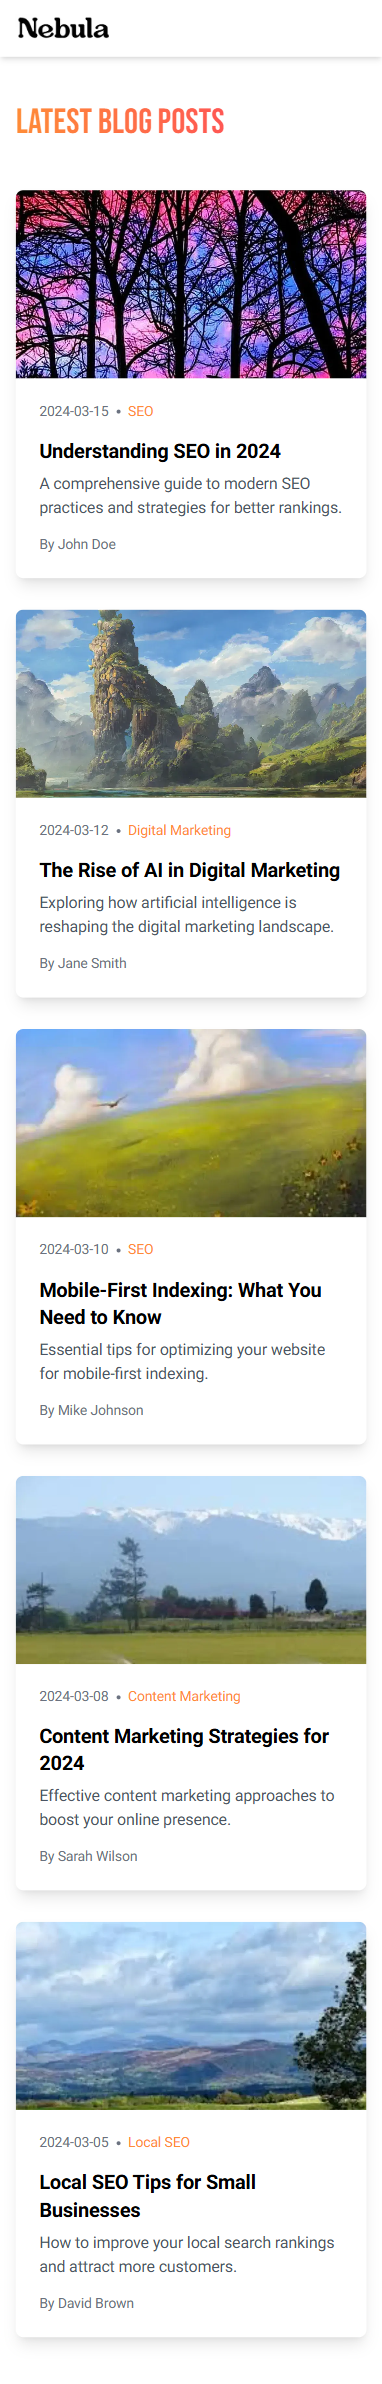 Nebula
LATEST BLOG POSTS
2024-03-15 • SEO
Understanding SEO in 2024
A comprehensive guide to modern SEO
practices and strategies for better rankings.
By John Doe
2024-03-12 • Digital Marketing
The Rise of AI in Digital Marketing
Exploring how artificial intelligence is
reshaping the digital marketing landscape.
By Jane Smith
2024-03-10 • SEO
Mobile-First Indexing: What You
Need to Know
Essential tips for optimizing your website
for mobile-first indexing.
By Mike Johnson
2024-03-08 • Content Marketing
Content Marketing Strategies for
2024
Effective content marketing approaches to
boost your online presence.
By Sarah Wilson
2024-03-05 • Local SEO
Local SEO Tips for Small
Businesses
How to improve your local search rankings
and attract more customers.
By David Brown